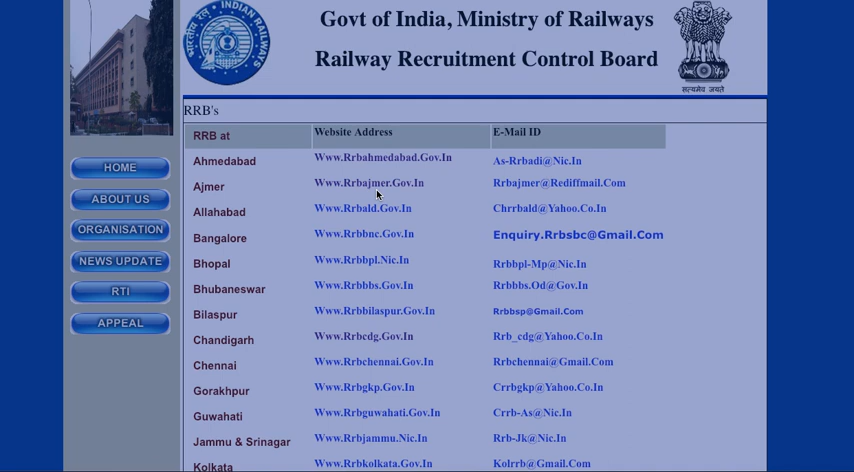 INDIAN RAILWAYS
भारतीय रेल
Govt of India, Ministry of Railways
Railway Recruitment Control Board
सत्यमेव जयते
RRB's
RRB at Website Address E-Mail ID
Ahmedabad Www.Rrbahmedabad.Gov.In As-Rrbadi@Nic.In
Ajmer Www.Rrbajmer.Gov.In Rrbajmer@Rediffmail.Com
Allahabad Www.Rrbald.Gov.In Chrrbald@Yahoo.Co.In
Bangalore Www.Rrbbnc.Gov.In Enquiry.Rrbsbc@Gmail.Com
Bhopal Www.Rrbbpl.Nic.In Rrbbpl-Mp@Nic.In
Bhubaneswar Www.Rrbbbs.Gov.In Rrbbbs.Od@Gov.In
Bilaspur Www.Rrbbilaspur.Gov.In Rrbbsp@Gmail.Com
Chandigarh Www.Rrbcdg.Gov.In Rrb_cdg@Yahoo.Co.In
Chennai Www.Rrbchennai.Gov.In Rrbchennai@Gmail.Com
Gorakhpur Www.Rrbgkp.Gov.In Crrbgkp@Yahoo.Co.In
Guwahati Www.Rrbguwahati.Gov.In Crrb-As@Nic.In
Jammu & Srinagar Www.Rrbjammu.Nic.In Rrb-Jk@Nic.In
Kolkata Www.Rrbkolkata.Gov.In Kolrrb@Gmail.Com
HOME
ABOUT US
ORGANISATION
NEWS UPDATE
RTI
APPEAL